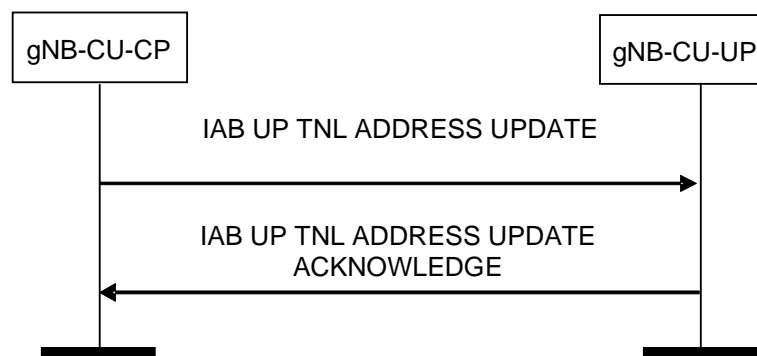 gNB-CU-CP
gNB-CU-UP
IAB UP TNL ADDRESS UPDATE
IAB UP TNL ADDRESS UPDATE
ACKNOWLEDGE